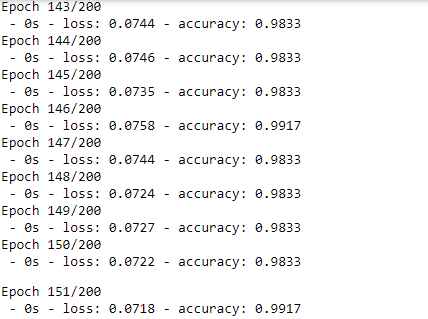 Epoch 143/200
 - 0s - loss: 0.0744 - accuracy: 0.9833
Epoch 144/200
 - 0s - loss: 0.0746 - accuracy: 0.9833
Epoch 145/200
 - 0s - loss: 0.0735 - accuracy: 0.9833
Epoch 146/200
 - 0s - loss: 0.0758 - accuracy: 0.9917
Epoch 147/200
 - 0s - loss: 0.0744 - accuracy: 0.9833
Epoch 148/200
 - 0s - loss: 0.0724 - accuracy: 0.9833
Epoch 149/200
 - 0s - loss: 0.0727 - accuracy: 0.9833
Epoch 150/200
 - 0s - loss: 0.0722 - accuracy: 0.9833
Epoch 151/200
 - 0s - loss: 0.0718 - accuracy: 0.9917